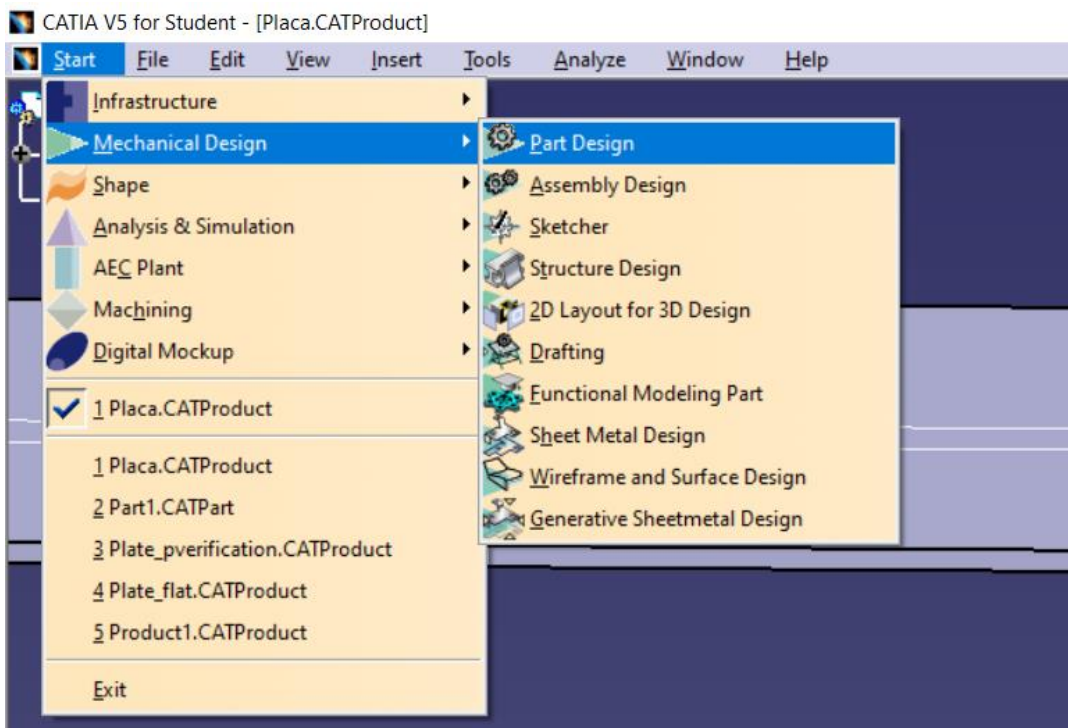 CATIA V5 for Student - [Placa.CATProduct]
Start File Edit View Insert Tools Analyze Window Help
Infrastructure
Mechanical Design
Shape
Analysis & Simulation
AEC Plant
Machining
Digital Mockup
1 Placa.CATProduct
1 Placa.CATProduct
2 Part1.CATPart
3 Plate_pverification.CATProduct
4 Plate_flat.CATProduct
5 Product1.CATProduct
Exit
Part Design
Assembly Design
Sketcher
Structure Design
2D Layout for 3D Design
Drafting
Functional Modeling Part
Sheet Metal Design
Wireframe and Surface Design
Generative Sheetmetal Design